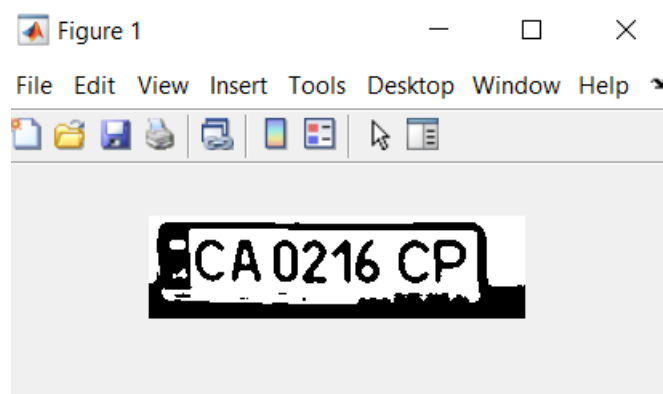 Figure 1
File Edit View Insert Tools Desktop Window Help
CA 0216 CP